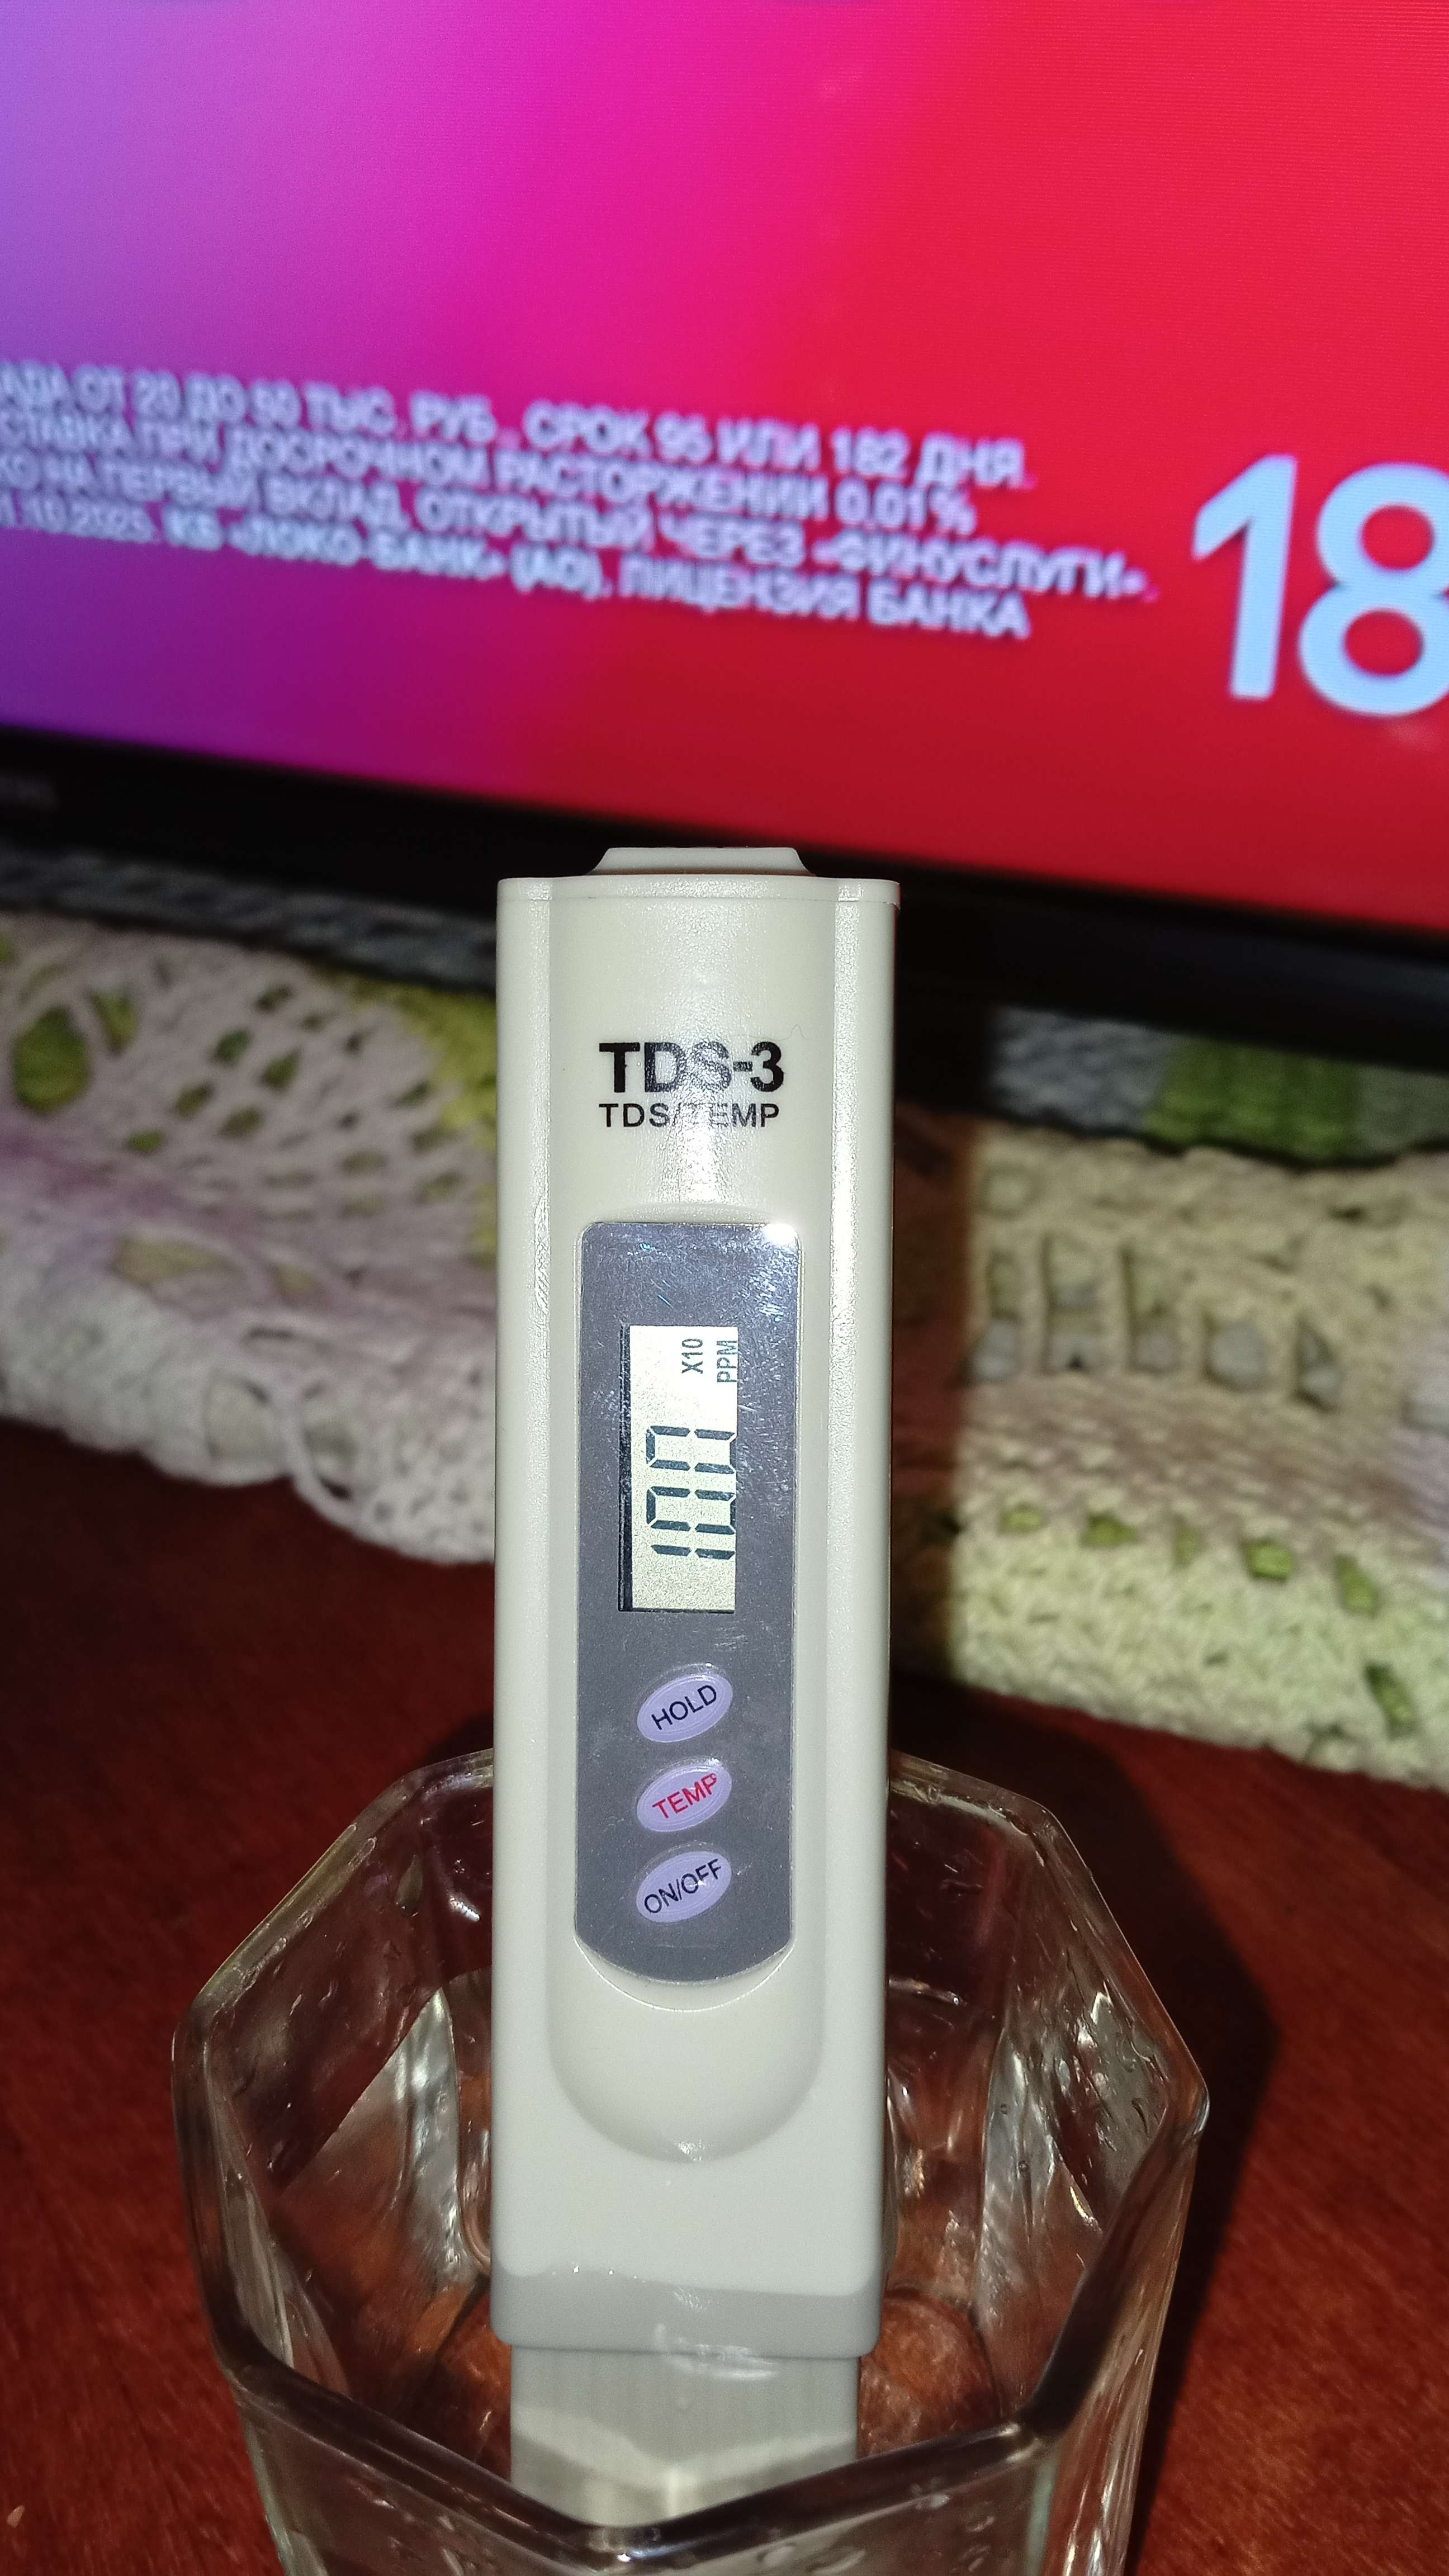 ОТ 20 ДО 50 ТЫС. РУБ., СРОК 95 ИЛИ 182 ДНЯ.
СТАВКА ПРИ ДОСРОЧНОМ РАСТОРЖЕНИИ 0.01%
НА ПЕРВЫЙ ВКЛАД, ОТКРЫТЫЙ ЧЕРЕЗ «ФИНУСЛУГИ».
.10.2023. КБ «ЛОКО-БАНК» (АО). ЛИЦЕНЗИЯ БАНКА
18
TDS-3
TDS/TEMP
100
X10
PPM
HOLD
TEMP
ON/OFF